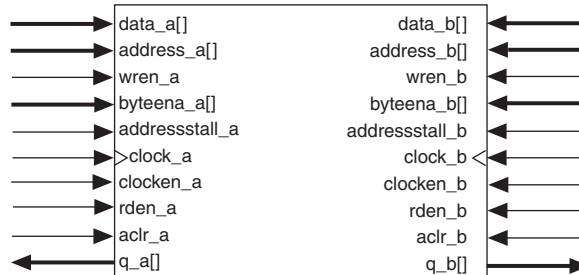 data_a[] data_b[]
address_a[] address_b[]
wren_a wren_b
byteena_a[] byteena_b[]
addressstall_a addressstall_b
clock_a clock_b
clocken_a clocken_b
rden_a rden_b
aclr_a aclr_b
q_a[] q_b[]